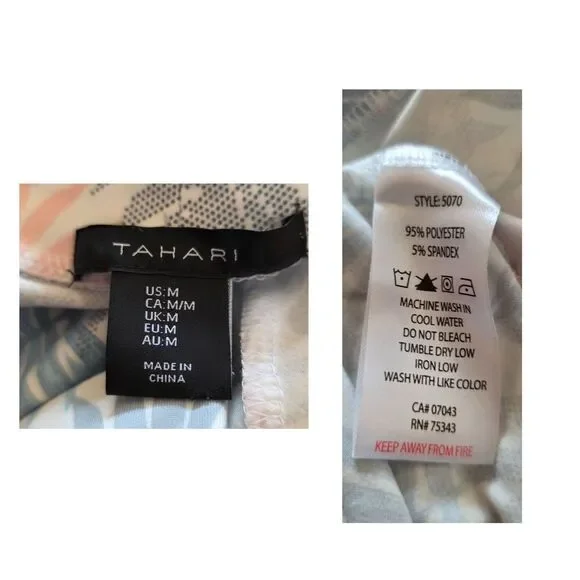 TAHARI
US:M
CA:M/M
UK:M
EU:M
AU:M
MADE IN
CHINA
STYLE:5070
95% POLYESTER
5% SPANDEX
MACHINE WASH IN
COOL WATER
DO NOT BLEACH
TUMBLE DRY LOW
IRON LOW
WASH WITH LIKE COLOR
CA# 07043
RN# 75343
KEEP AWAY FROM FIRE